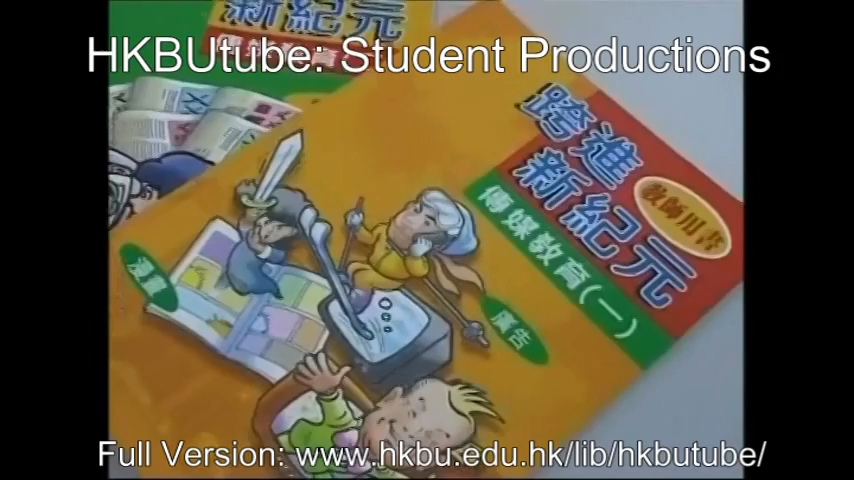 HKBUtube: Student Productions
新紀元
跨進
新紀元
教師用書
傳媒教育(一)
漫畫
廣告
Full Version: www.hkbu.edu.hk/lib/hkbutube/